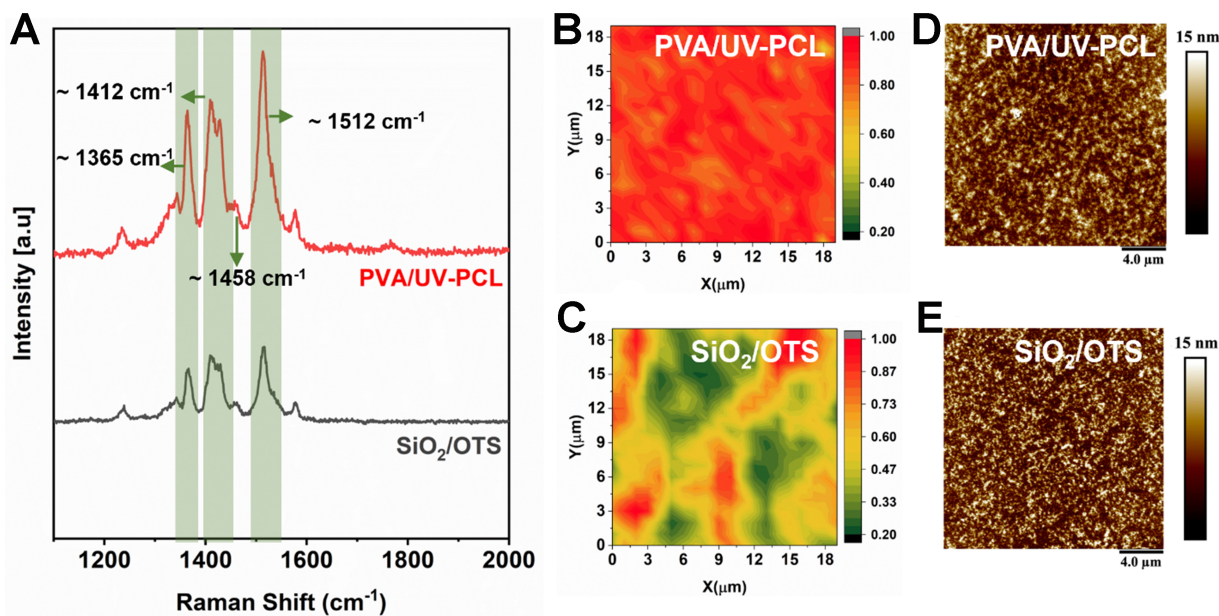 A
~ 1412 cm-1
~ 1365 cm-1
~ 1512 cm-1
~ 1458 cm-1
PVA/UV-PCL
SiO2/OTS
Intensity [a.u]
1200 1400 1600 1800 2000
Raman Shift (cm-1)
B
PVA/UV-PCL
18
15
12
9
6
3
0
Y(μm)
0 3 6 9 12 15 18
X(μm)
1.00
0.80
0.60
0.40
0.20
C
SiO2/OTS
18
15
12
9
6
3
0
Y(μm)
0 3 6 9 12 15 18
X(μm)
1.00
0.87
0.73
0.60
0.47
0.33
0.20
D
PVA/UV-PCL
15 nm
4.0 μm
E
SiO2/OTS
15 nm
4.0 μm